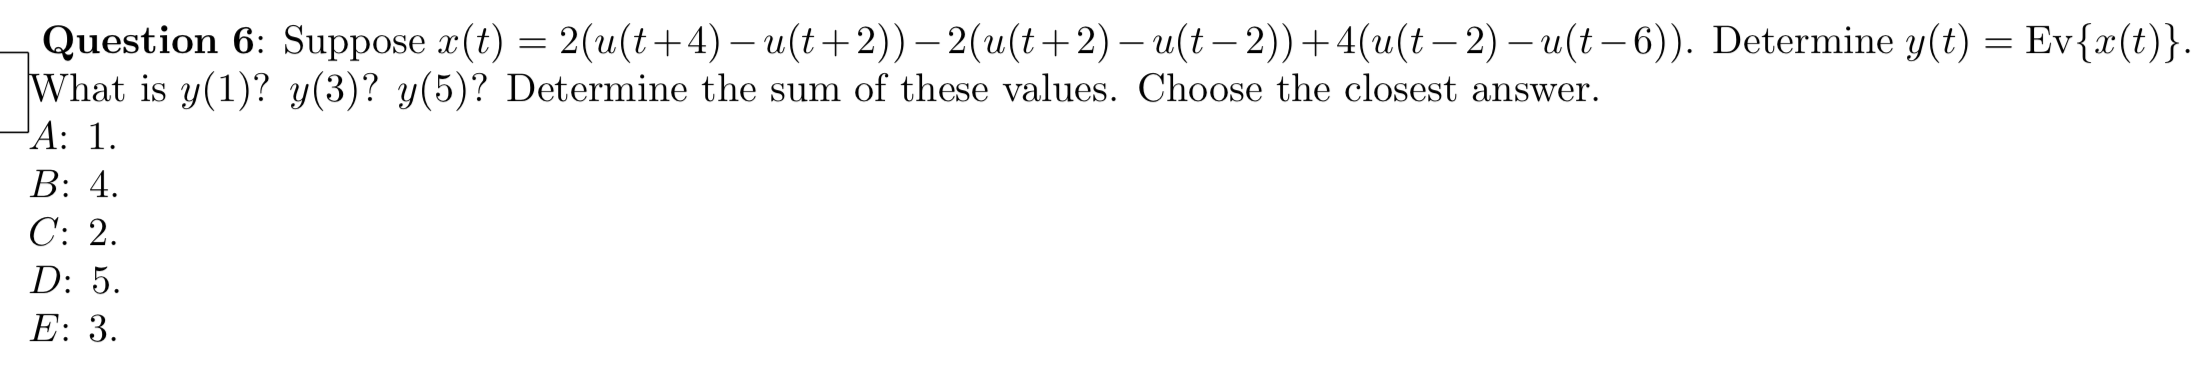 Question 6: Suppose x(t) = 2(u(t+4) − u(t+2)) − 2(u(t+2) − u(t−2)) + 4(u(t−2) − u(t−6)). Determine y(t) = Ev{x(t)}.
What is y(1)? y(3)? y(5)? Determine the sum of these values. Choose the closest answer.
A: 1.
B: 4.
C: 2.
D: 5.
E: 3.